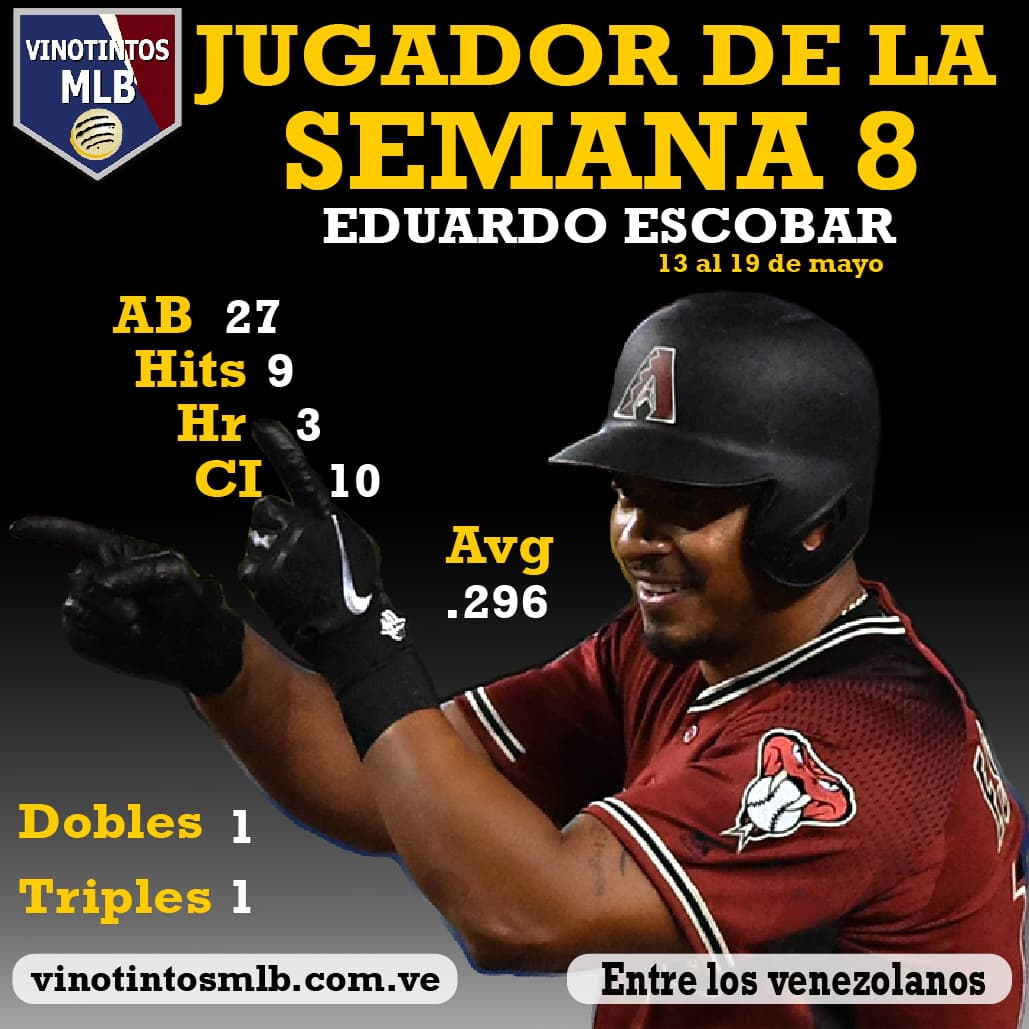 VINOTINTOS
MLB
JUGADOR DE LA
SEMANA 8
EDUARDO ESCOBAR
13 al 19 de mayo
AB 27
Hits 9
Hr 3
CI 10
Avg
.296
Dobles 1
Triples 1
vinotintosmlb.com.ve
Entre los venezolanos